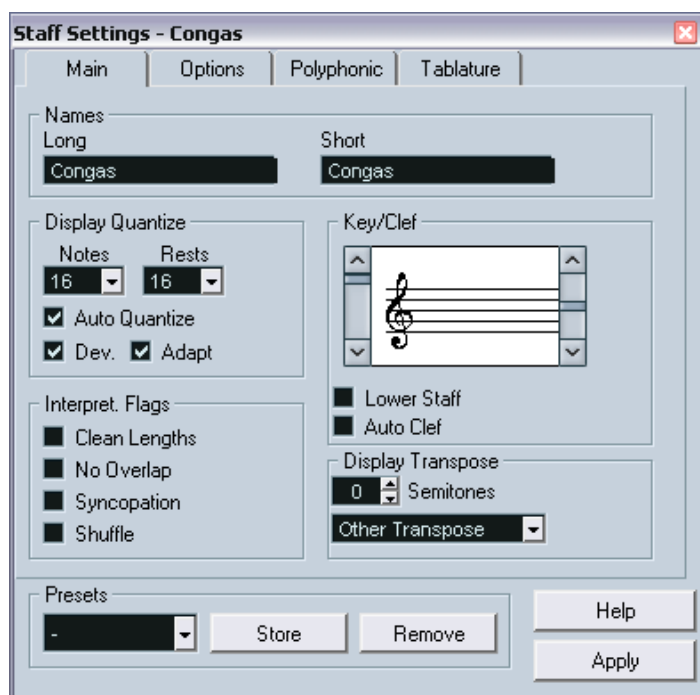 Staff Settings - Congas
Main Options Polyphonic Tablature
Names
Long Short
Congas Congas
Display Quantize
Notes Rests
16 16
Auto Quantize
Dev. Adapt
Key/Clef
Lower Staff
Auto Clef
Interpret. Flags
Clean Lengths
No Overlap
Syncopation
Shuffle
Display Transpose
0 Semitones
Other Transpose
Presets
- Store Remove
Help
Apply